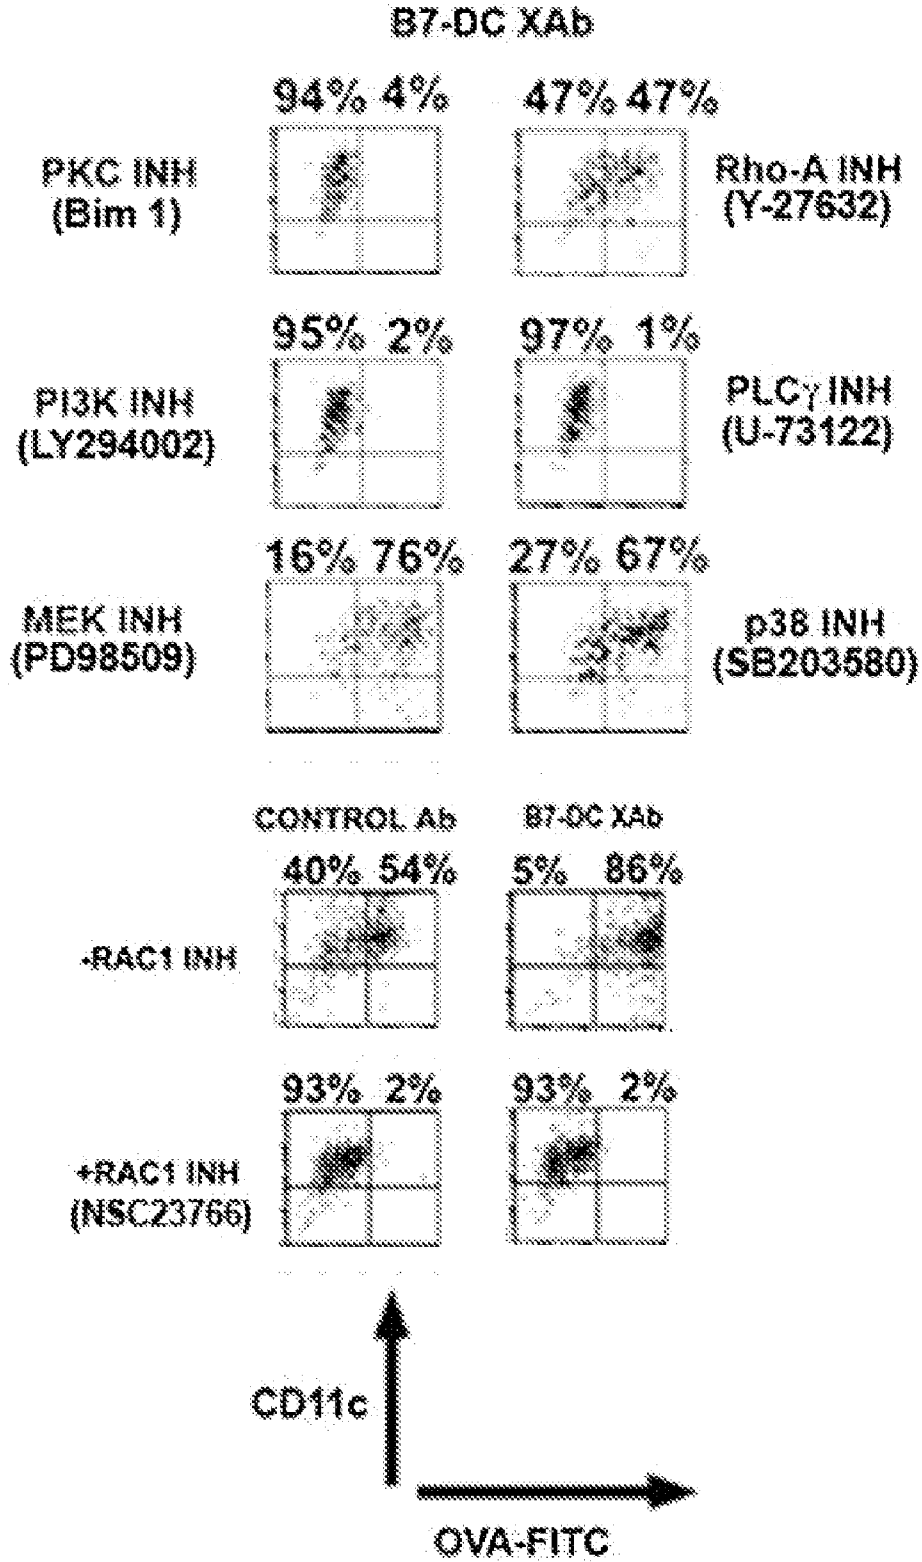 B7-DC XAb
94% 4%
47% 47%
PKC INH
(Bim 1)
Rho-A INH
(Y-27632)
95% 2%
97% 1%
PI3K INH
(LY294002)
PLCγ INH
(U-73122)
16% 76%
27% 67%
MEK INH
(PD98509)
p38 INH
(SB203580)
CONTROL Ab
B7-DC XAb
40% 54%
5% 86%
-RAC1 INH
93% 2%
93% 2%
+RAC1 INH
(NSC23766)
CD11c
OVA-FITC